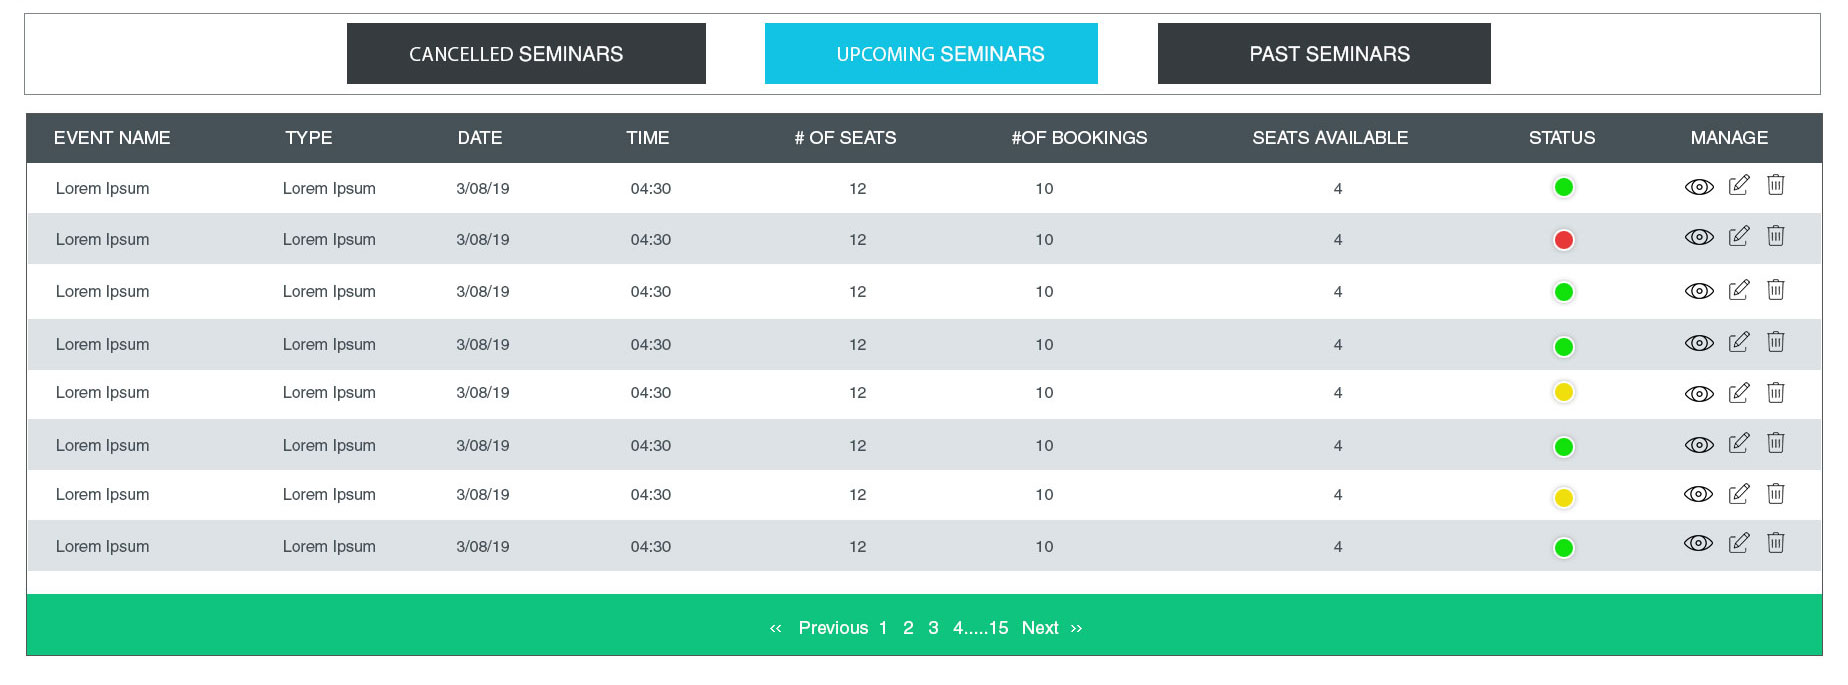 CANCELLED SEMINARS UPCOMING SEMINARS PAST SEMINARS
EVENT NAME TYPE DATE TIME # OF SEATS #OF BOOKINGS SEATS AVAILABLE STATUS MANAGE
Lorem Ipsum Lorem Ipsum 3/08/19 04:30 12 10 4
Lorem Ipsum Lorem Ipsum 3/08/19 04:30 12 10 4
Lorem Ipsum Lorem Ipsum 3/08/19 04:30 12 10 4
Lorem Ipsum Lorem Ipsum 3/08/19 04:30 12 10 4
Lorem Ipsum Lorem Ipsum 3/08/19 04:30 12 10 4
Lorem Ipsum Lorem Ipsum 3/08/19 04:30 12 10 4
Lorem Ipsum Lorem Ipsum 3/08/19 04:30 12 10 4
Lorem Ipsum Lorem Ipsum 3/08/19 04:30 12 10 4
‹‹ Previous 1 2 3 4.....15 Next ››